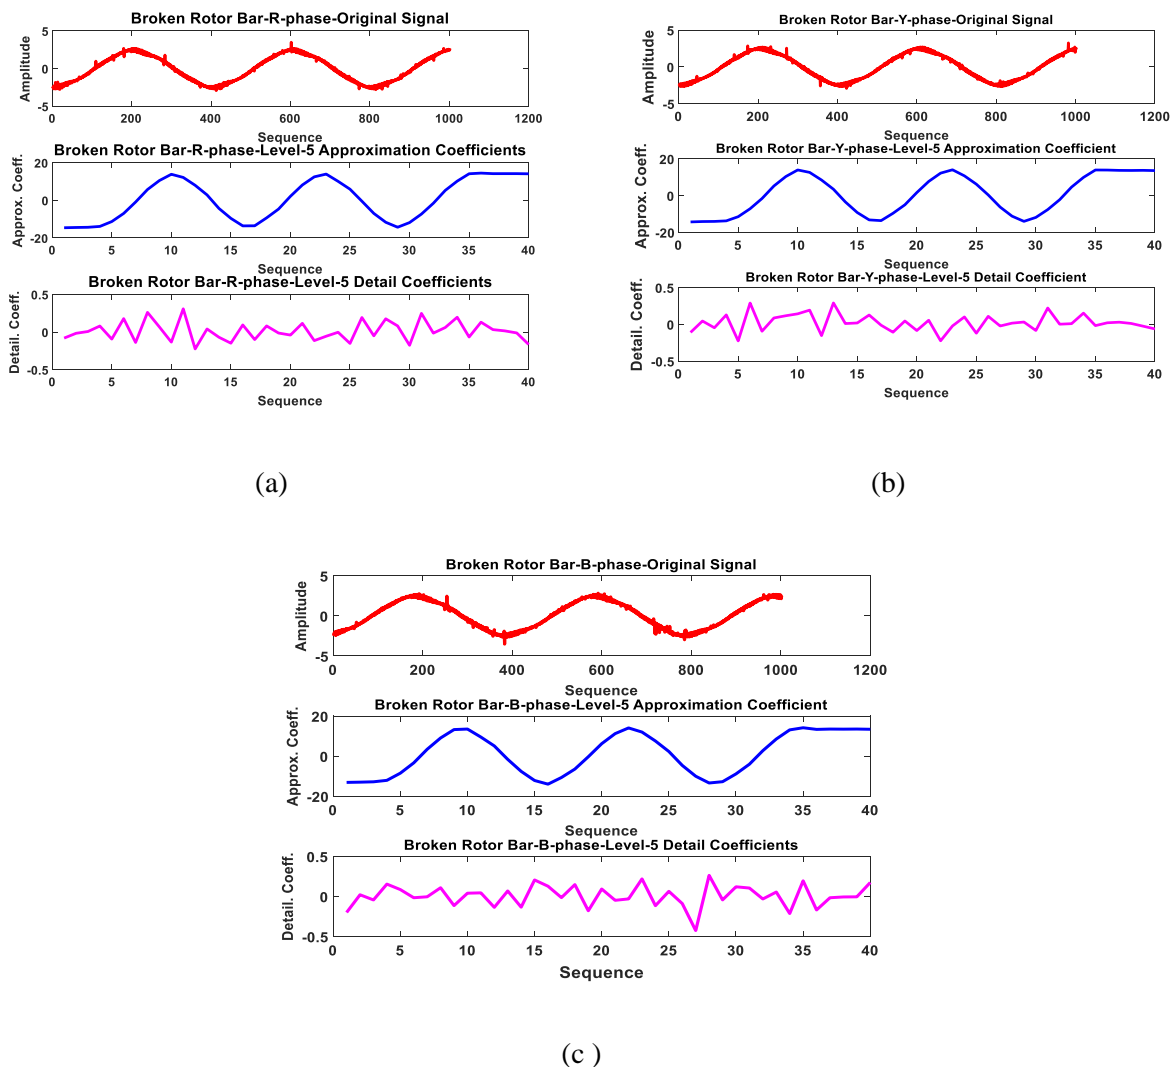 Broken Rotor Bar-R-phase-Original Signal
Amplitude
5
0
-5
0 200 400 600 800 1000 1200
Sequence
Broken Rotor Bar-R-phase-Level-5 Approximation Coefficients
Approx. Coeff.
20
0
-20
0 5 10 15 20 25 30 35 40
Sequence
Broken Rotor Bar-R-phase-Level-5 Detail Coefficients
Detail. Coeff.
0.5
0
-0.5
0 5 10 15 20 25 30 35 40
Sequence
(a)
Broken Rotor Bar-Y-phase-Original Signal
Amplitude
5
0
-5
0 200 400 600 800 1000 1200
Sequence
Broken Rotor Bar-Y-phase-Level-5 Approximation Coefficient
Approx. Coeff.
20
0
-20
0 5 10 15 20 25 30 35 40
Sequence
Broken Rotor Bar-Y-phase-Level-5 Detail Coefficient
Detail. Coeff.
0.5
0
-0.5
0 5 10 15 20 25 30 35 40
Sequence
(b)
Broken Rotor Bar-B-phase-Original Signal
Amplitude
5
0
-5
0 200 400 600 800 1000 1200
Sequence
Broken Rotor Bar-B-phase-Level-5 Approximation Coefficient
Approx. Coeff.
20
0
-20
0 5 10 15 20 25 30 35 40
Sequence
Broken Rotor Bar-B-phase-Level-5 Detail Coefficients
Detail. Coeff.
0.5
0
-0.5
0 5 10 15 20 25 30 35 40
Sequence
(c )